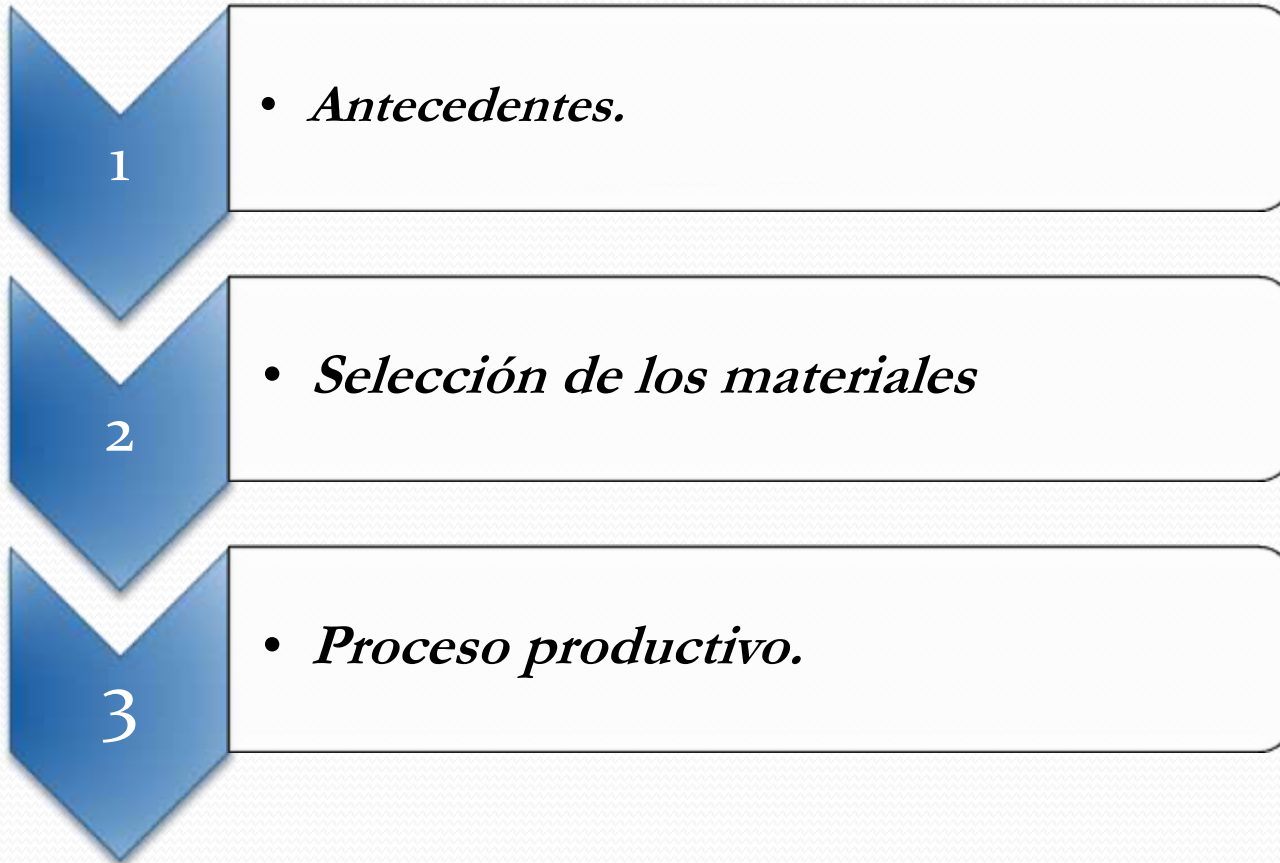 1
• Antecedentes.
2
• Selección de los materiales
3
• Proceso productivo.